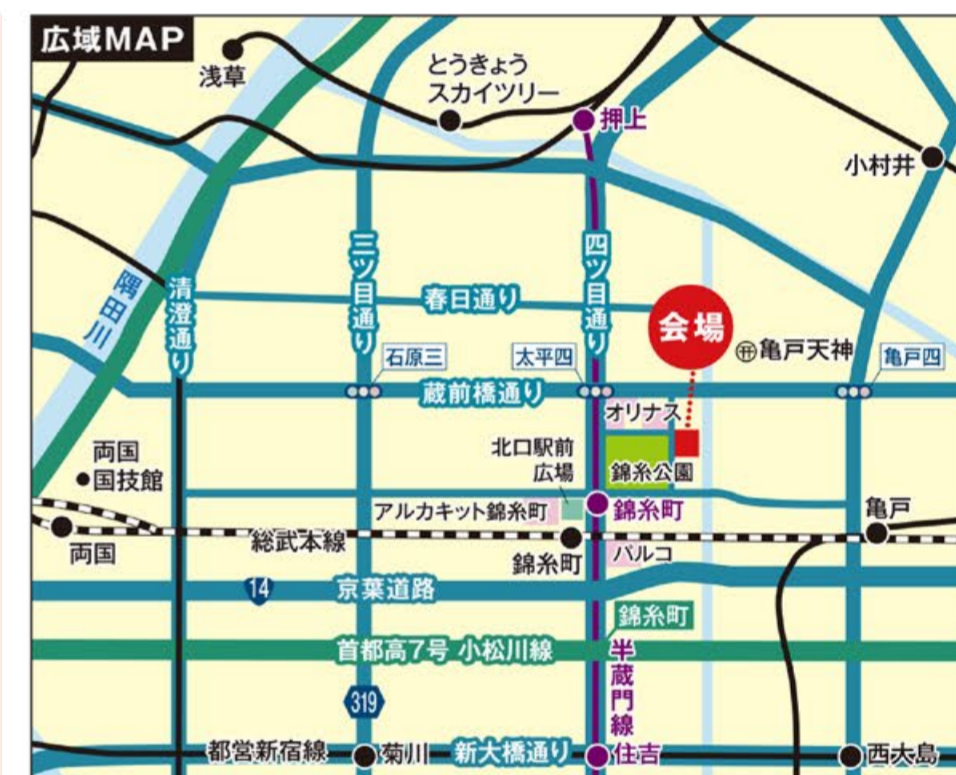 広域MAP
浅草
とうきょう
スカイツリー
押上
小村井
隅田川
清澄通り
三ツ目通り
四ツ目通り
春日通り
会場
亀戸天神
石原三
太平四
亀戸四
蔵前橋通り
オリナス
両国
国技館
北口駅前
広場
錦糸公園
アルカキット錦糸町
錦糸町
亀戸
両国
総武本線
錦糸町
パルコ
14
京葉道路
錦糸町
首都高7号 小松川線
半蔵門線
319
都営新宿線
菊川
新大橋通り
住吉
西大島